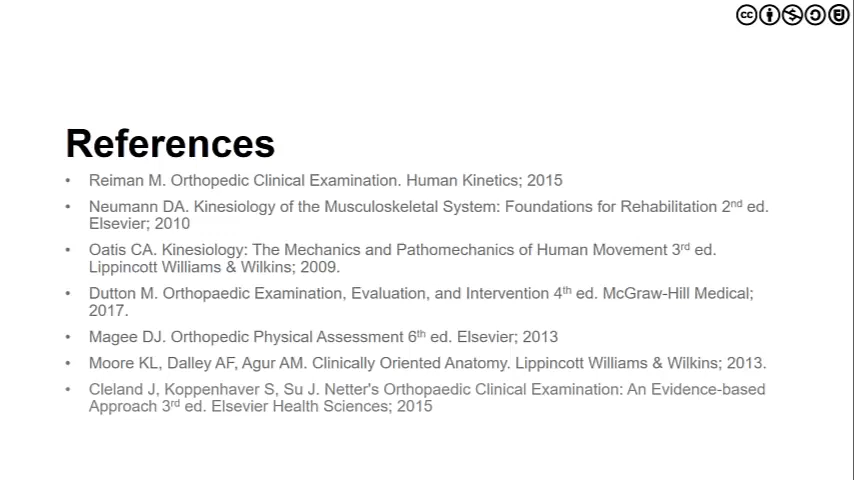 References
• Reiman M. Orthopedic Clinical Examination. Human Kinetics; 2015
• Neumann DA. Kinesiology of the Musculoskeletal System: Foundations for Rehabilitation 2nd ed.
Elsevier; 2010
• Oatis CA. Kinesiology: The Mechanics and Pathomechanics of Human Movement 3rd ed.
Lippincott Williams & Wilkins; 2009.
• Dutton M. Orthopaedic Examination, Evaluation, and Intervention 4th ed. McGraw-Hill Medical;
2017.
• Magee DJ. Orthopedic Physical Assessment 6th ed. Elsevier; 2013
• Moore KL, Dalley AF, Agur AM. Clinically Oriented Anatomy. Lippincott Williams & Wilkins; 2013.
• Cleland J, Koppenhaver S, Su J. Netter's Orthopaedic Clinical Examination: An Evidence-based
Approach 3rd ed. Elsevier Health Sciences; 2015